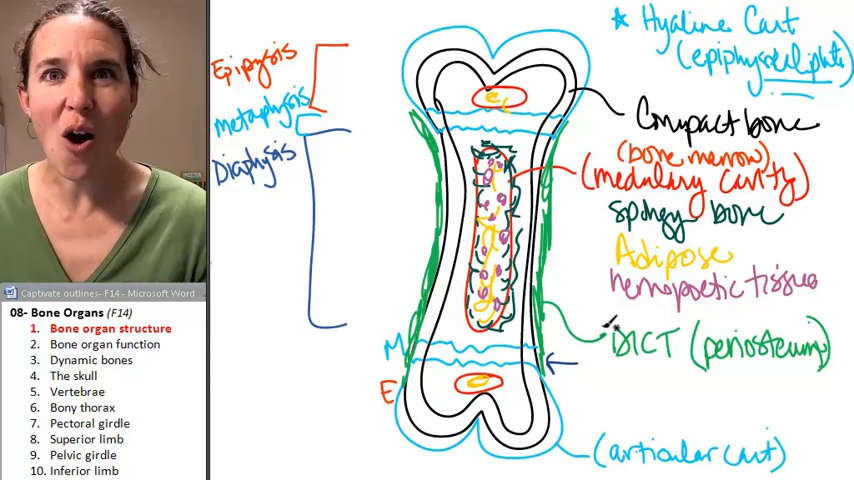 Epipysis
metaphysis
Diaphysis
* Hyaline Cart
(epiphyseal plate)
Compact bone
(bone marrow)
(medulary cavity)
spongy bone
Adipose
hemopoetic tissue
DICT (periosteum)
M
E
(articular cart)
Captivate outlines- F14 - Microsoft Word
08- Bone Organs (F14)
1. Bone organ structure
2. Bone organ function
3. Dynamic bones
4. The skull
5. Vertebrae
6. Bony thorax
7. Pectoral girdle
8. Superior limb
9. Pelvic girdle
10. Inferior limb